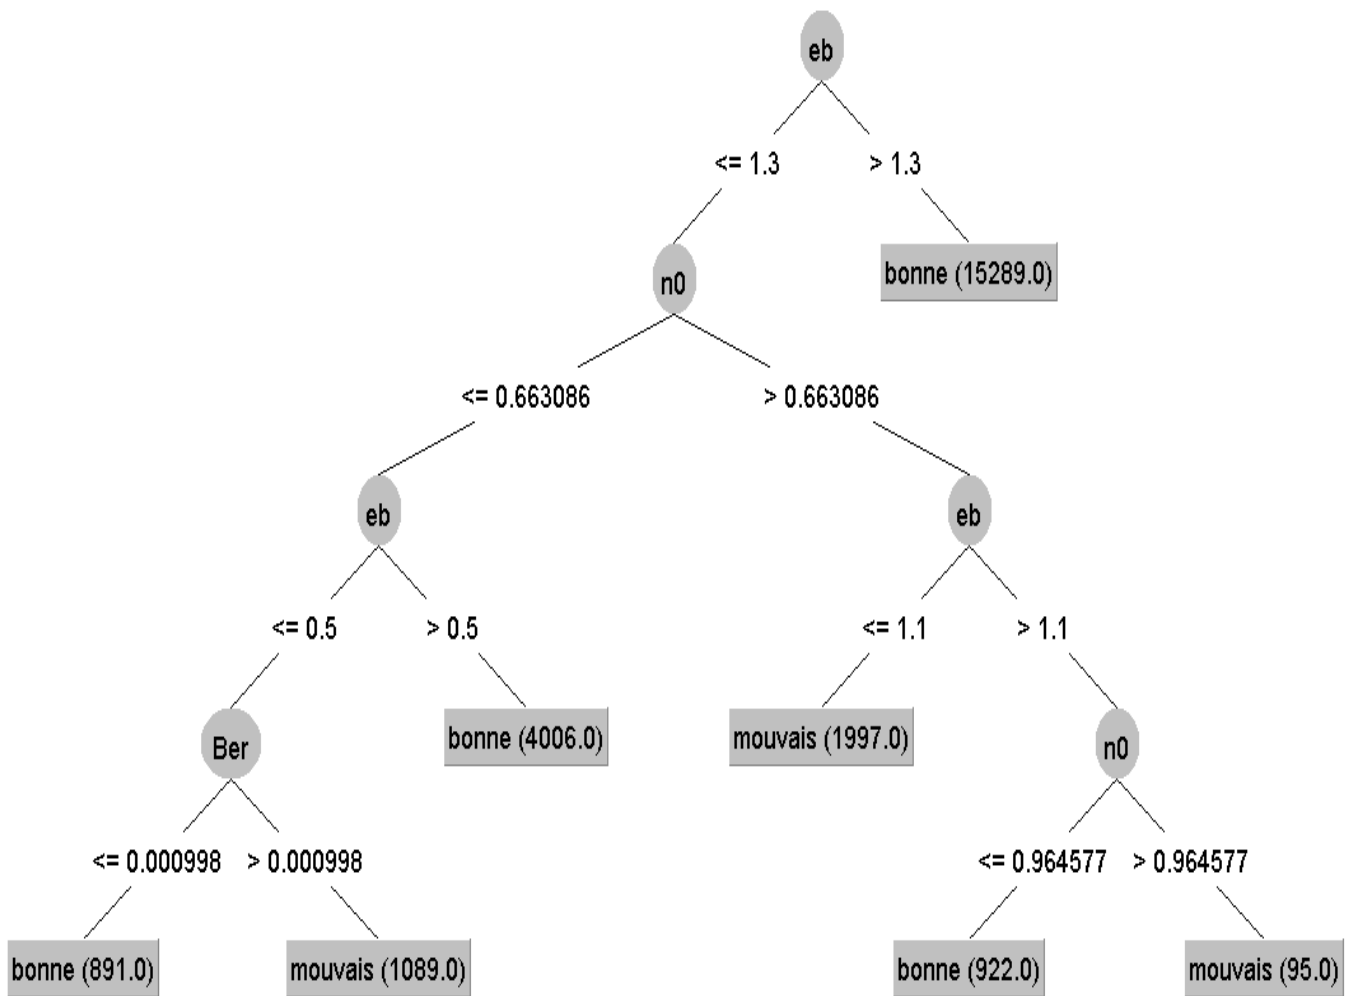 eb
<= 1.3 > 1.3
n0 bonne (15289.0)
<= 0.663086 > 0.663086
eb eb
<= 0.5 > 0.5 <= 1.1 > 1.1
Ber bonne (4006.0) mouvais (1997.0) n0
<= 0.000998 > 0.000998 <= 0.964577 > 0.964577
bonne (891.0) mouvais (1089.0) bonne (922.0) mouvais (95.0)